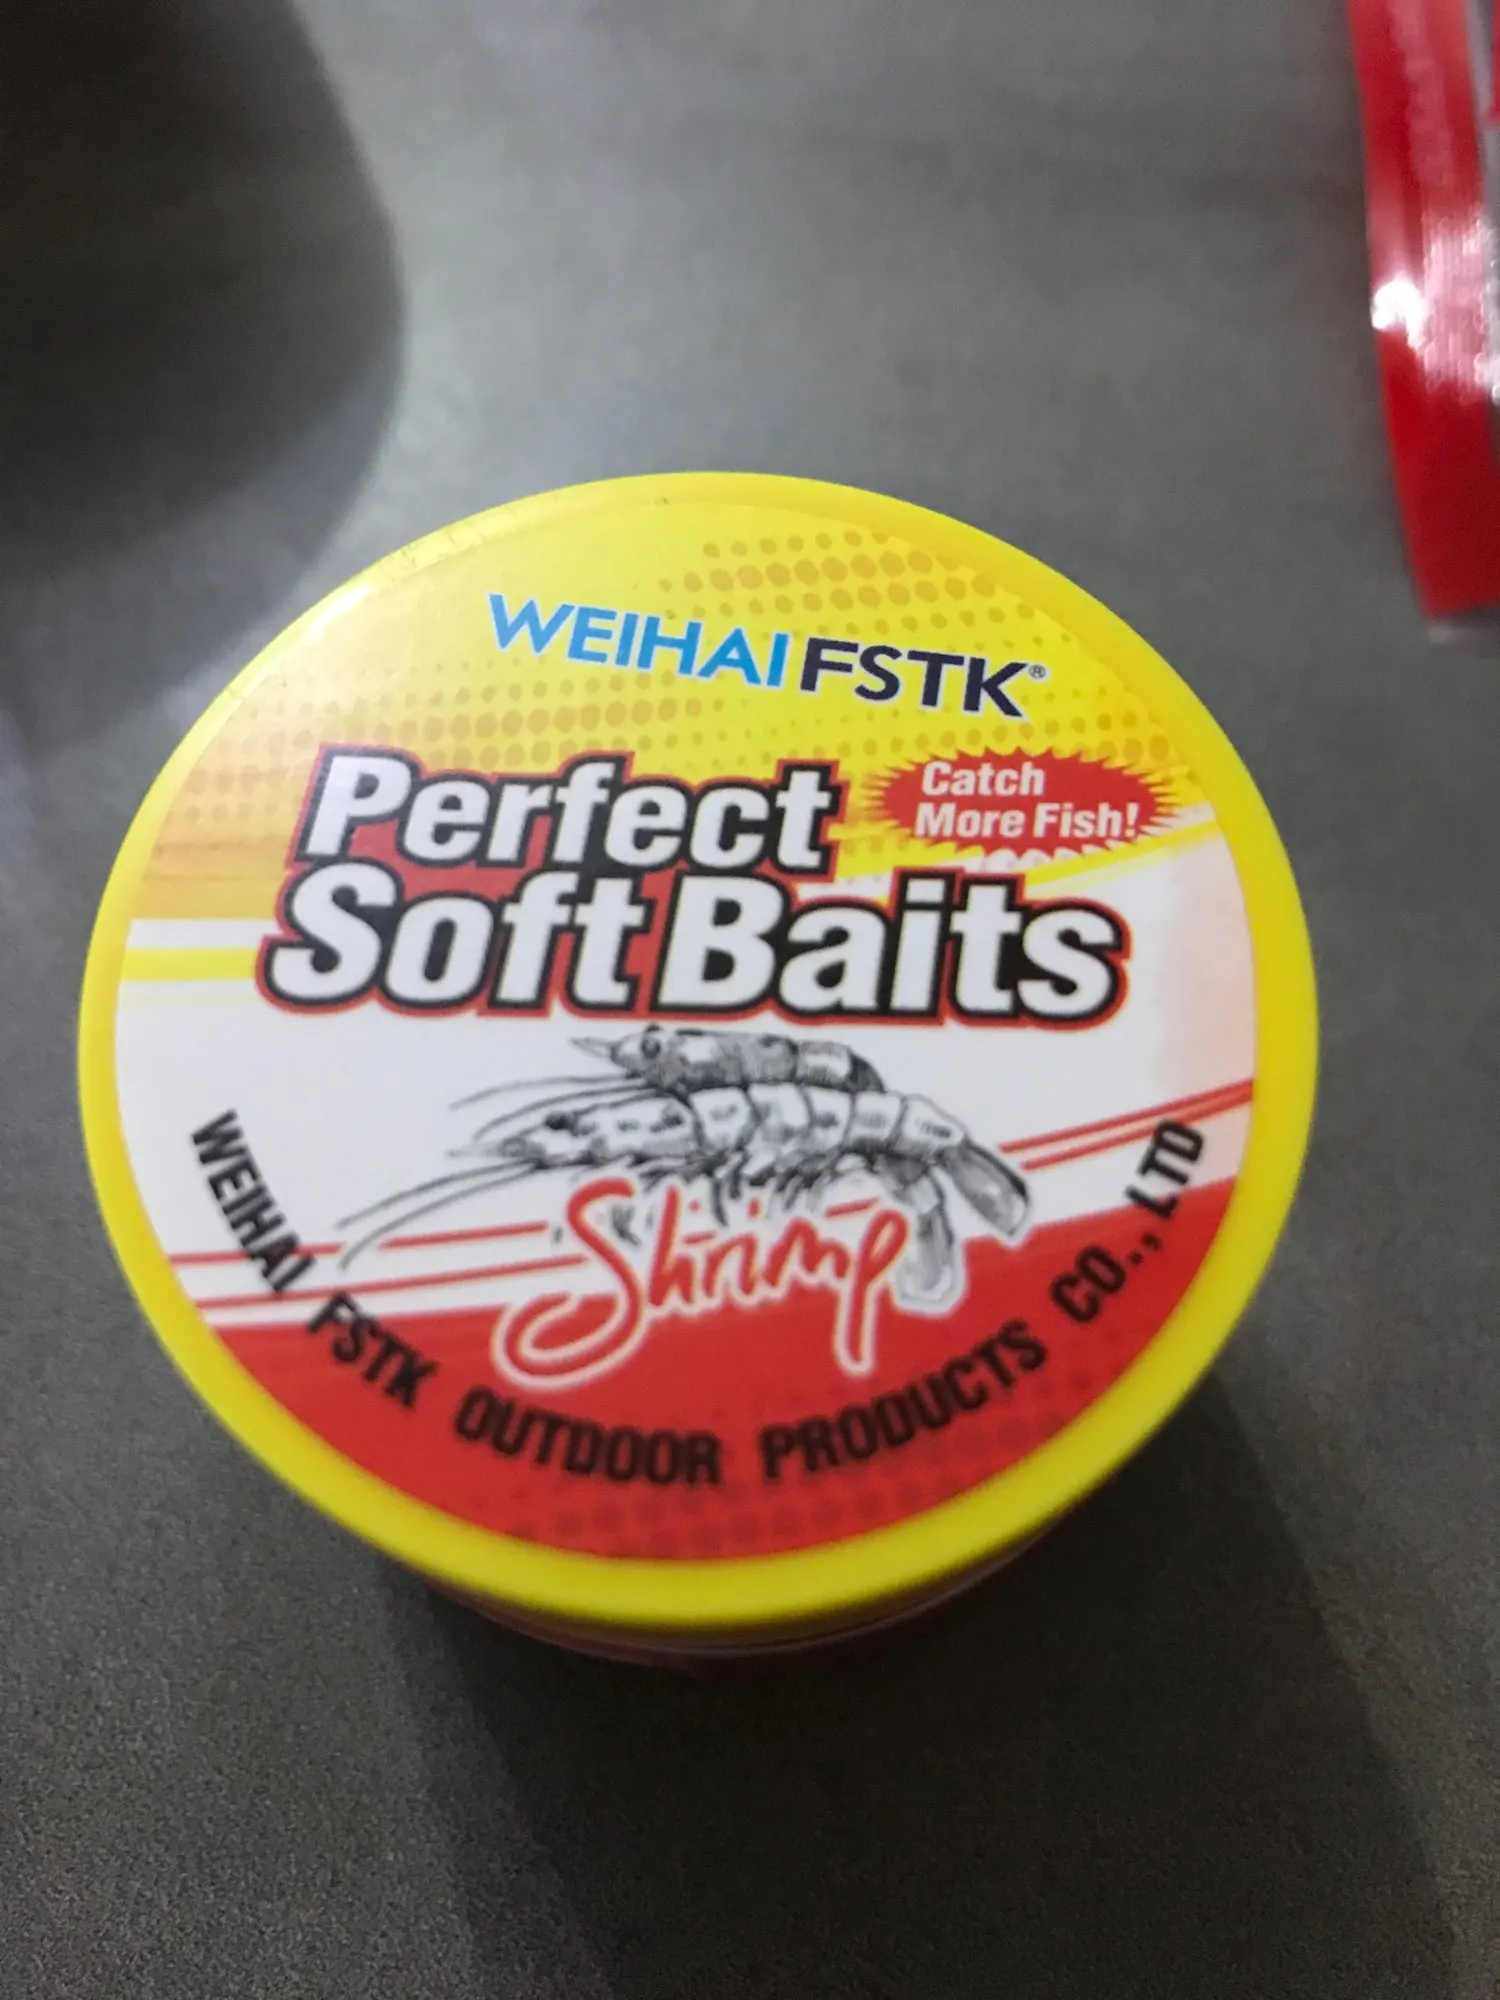 WEIHAI FSTK®
Catch
More Fish!
Perfect
Soft Baits
Shrimp
WEIHAI FSTK OUTDOOR PRODUCTS CO., LTD